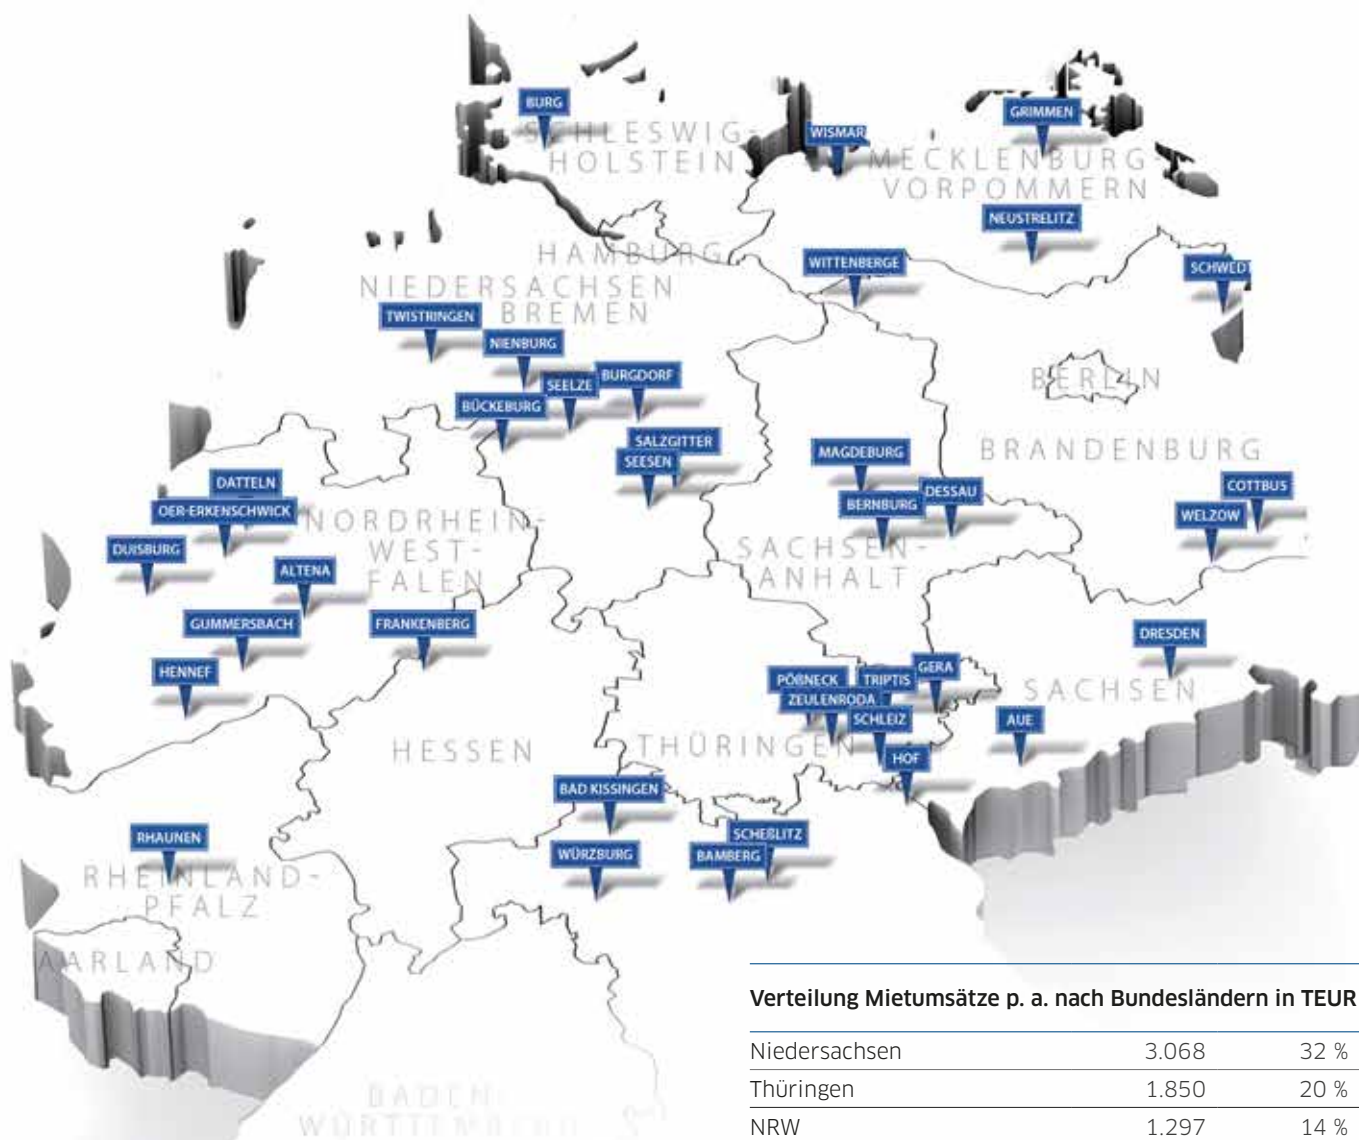 BURG
SCHLESWIG-
HOLSTEIN
WISMAR
GRIMMEN
MECKLENBURG
VORPOMMERN
NEUSTRELITZ
HAMBURG
WITTENBERGE
SCHWEDT
NIEDERSACHSEN
BREMEN
TWISTRINGEN
NIENBURG
SEELZE
BURGDORF
BERLIN
BÜCKEBURG
SALZGITTER
SEESEN
MAGDEBURG
BRANDENBURG
DATTELN
OER-ERKENSCHWICK
BERNBURG
DESSAU
COTTBUS
WELZOW
NORDRHEIN-
WEST-
FALEN
DUISBURG
SACHSEN-
ANHALT
ALTENA
GUMMERSBACH
FRANKENBERG
DRESDEN
HENNEF
PÖßNECK
TRIPTIS
GERA
ZEULENRODA
SACHSEN
SCHLEIZ
AUE
HESSEN
THÜRINGEN
HOF
BAD KISSINGEN
RHAUNEN
SCHEßLITZ
WÜRZBURG
BAMBERG
RHEINLAND-
PFALZ
AARLAND
BADEN-
WÜRTTEMBERG
Verteilung Mietumsätze p. a. nach Bundesländern in TEUR
Niedersachsen 3.068 32 %
Thüringen 1.850 20 %
NRW 1.297 14 %